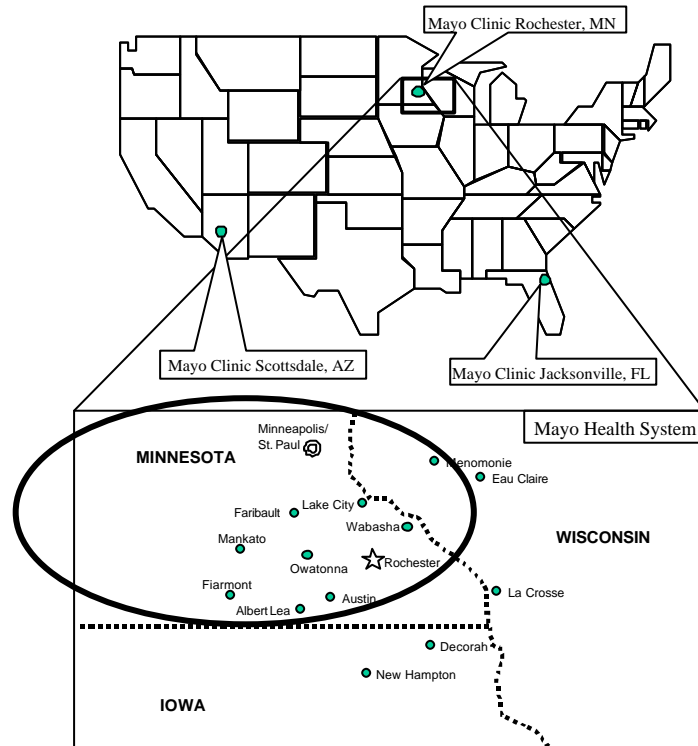 Mayo Clinic Rochester, MN
Mayo Clinic Scottsdale, AZ
Mayo Clinic Jacksonville, FL
Mayo Health System
Minneapolis/
St. Paul
MINNESOTA
Menomonie
Eau Claire
Lake City
Faribault
Wabasha
WISCONSIN
Mankato
Owatonna
Rochester
Fiarmont
La Crosse
Austin
Albert Lea
Decorah
New Hampton
IOWA